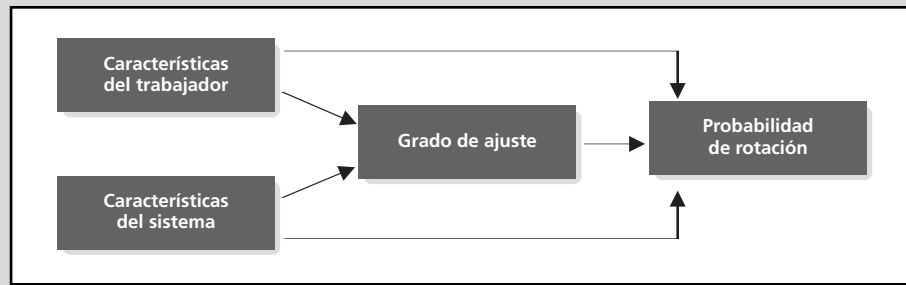 Características
del trabajador
Grado de ajuste
Probabilidad
de rotación
Características
del sistema